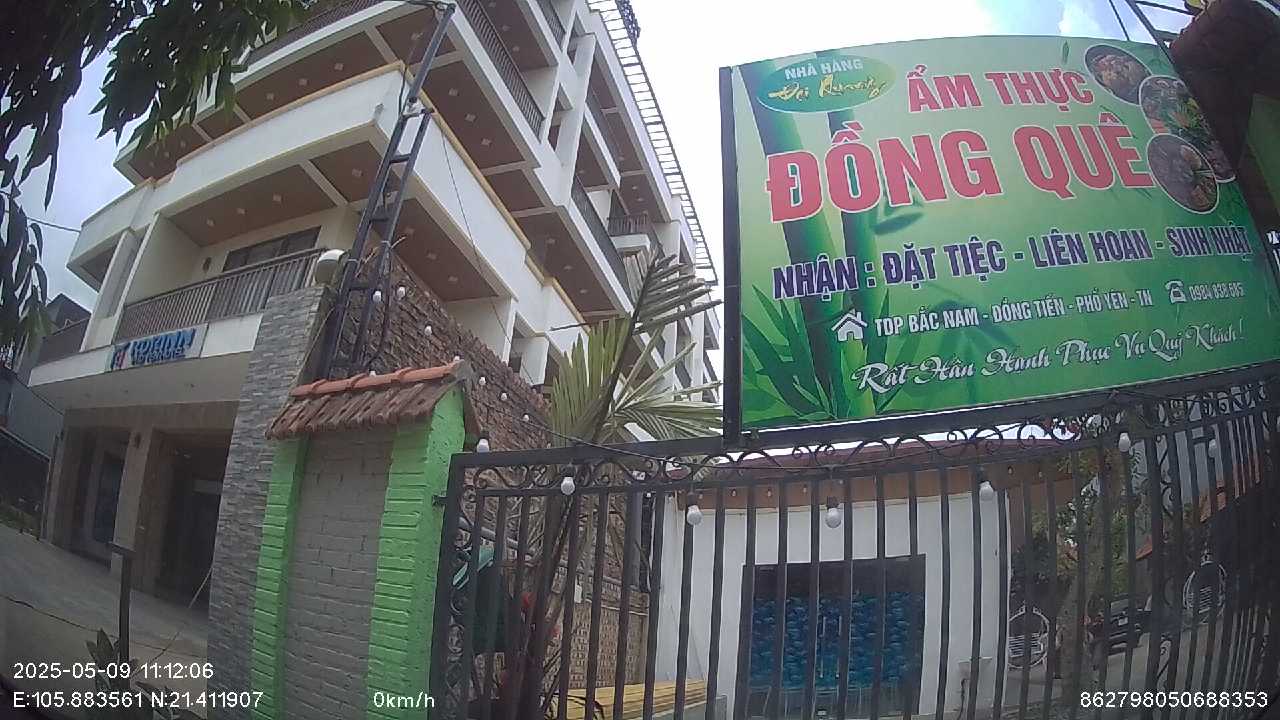 NHÀ HÀNG
ẨM THỰC
ĐỒNG QUÊ
NHẬN : ĐẶT TIỆC - LIÊN HOAN - SINH NHẬT
TDP BẮC NAM - ĐỒNG TIẾN - PHỔ YÊN - TN
Rất Hân Hạnh Phục Vụ Quý Khách !
2025-05-09 11:12:06
E:105.883561 N:21.411907
0km/h
862798050688353